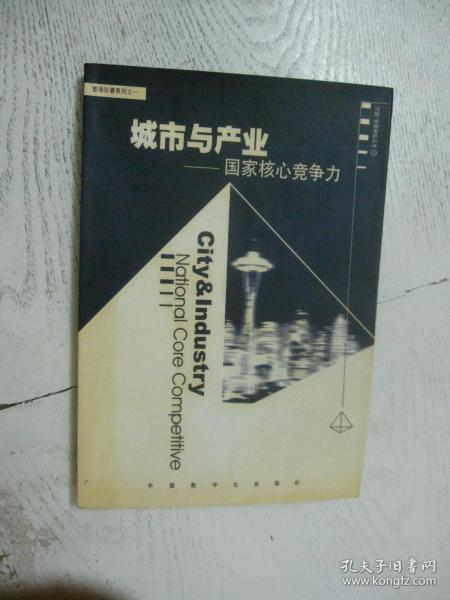 城市与产业
——国家核心竞争力
City&Industry
National Core Competitive
孔夫子旧书网
www.kongfz.com